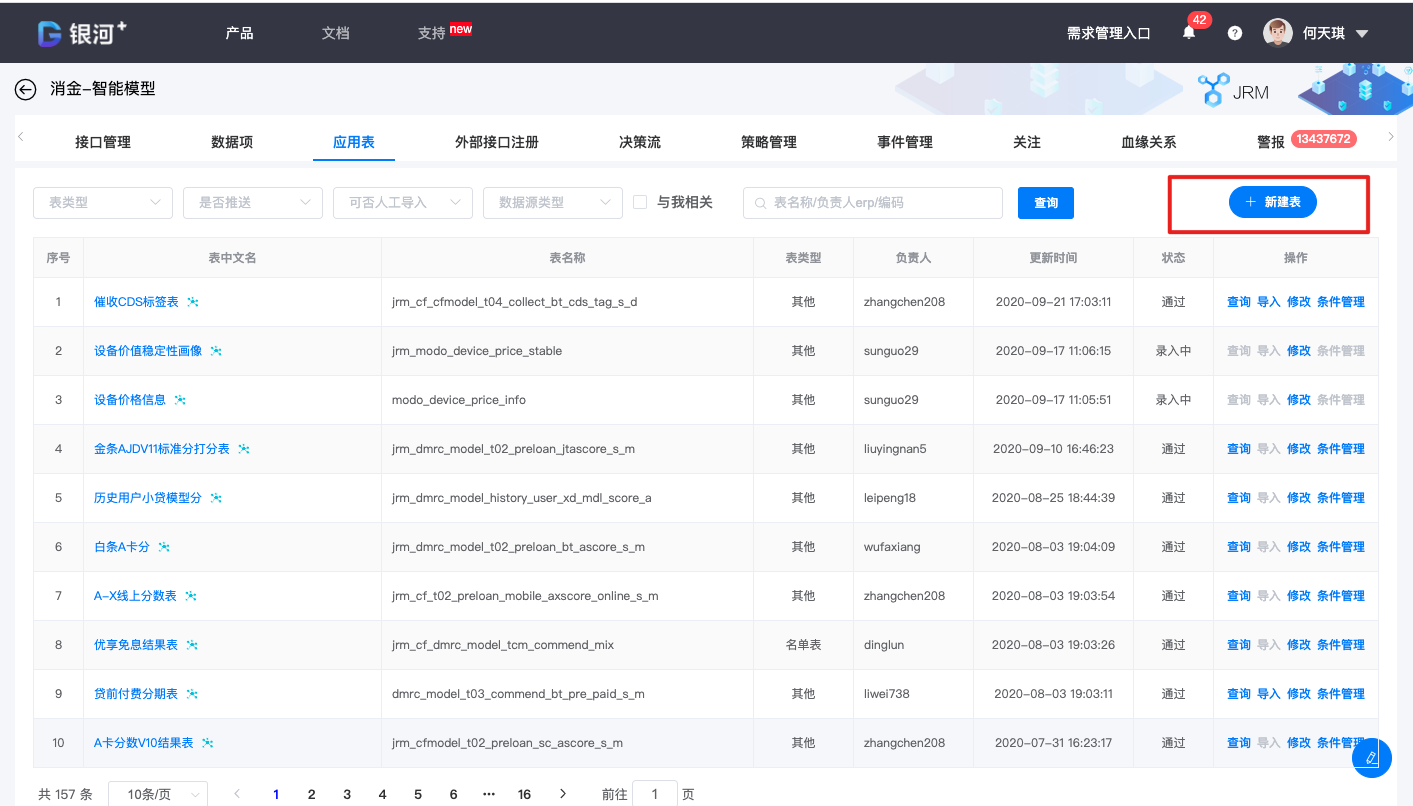 银河+ 产品 文档 支持 new 需求管理入口 42 何天琪
消金-智能模型 JRM
接口管理 数据项 应用表 外部接口注册 决策流 策略管理 事件管理 关注 血缘关系 警报 13437672
表类型 是否推送 可否人工导入 数据源类型 与我相关 表名称/负责人erp/编码 查询 + 新建表
序号 表中文名 表名称 表类型 负责人 更新时间 状态 操作
1 催收CDS标签表 jrm_cf_cfmodel_t04_collect_bt_cds_tag_s_d 其他 zhangchen208 2020-09-21 17:03:11 通过 查询 导入 修改 条件管理
2 设备价值稳定性画像 jrm_modo_device_price_stable 其他 sunguo29 2020-09-17 11:06:15 录入中 查询 导入 修改 条件管理
3 设备价格信息 modo_device_price_info 其他 sunguo29 2020-09-17 11:05:51 录入中 查询 导入 修改 条件管理
4 金条AJDV11标准分打分表 jrm_dmrc_model_t02_preloan_jtascore_s_m 其他 liuyingnan5 2020-09-10 16:46:23 通过 查询 导入 修改 条件管理
5 历史用户小贷模型分 jrm_dmrc_model_history_user_xd_mdl_score_a 其他 leipeng18 2020-08-25 18:44:39 通过 查询 导入 修改 条件管理
6 白条A卡分 jrm_dmrc_model_t02_preloan_bt_ascore_s_m 其他 wufaxiang 2020-08-03 19:04:09 通过 查询 导入 修改 条件管理
7 A-X线上分数表 jrm_cf_t02_preloan_mobile_axscore_online_s_m 其他 zhangchen208 2020-08-03 19:03:54 通过 查询 导入 修改 条件管理
8 优享免息结果表 jrm_cf_dmrc_model_tcm_commend_mix 名单表 dinglun 2020-08-03 19:03:26 通过 查询 导入 修改 条件管理
9 贷前付费分期表 dmrc_model_t03_commend_bt_pre_paid_s_m 其他 liwei738 2020-08-03 19:03:11 通过 查询 导入 修改 条件管理
10 A卡分数V10结果表 jrm_cfmodel_t02_preloan_sc_ascore_s_m 其他 zhangchen208 2020-07-31 16:23:17 通过 查询 导入 修改 条件管理
共 157 条 10条/页 1 2 3 4 5 6 ··· 16 前往 1 页